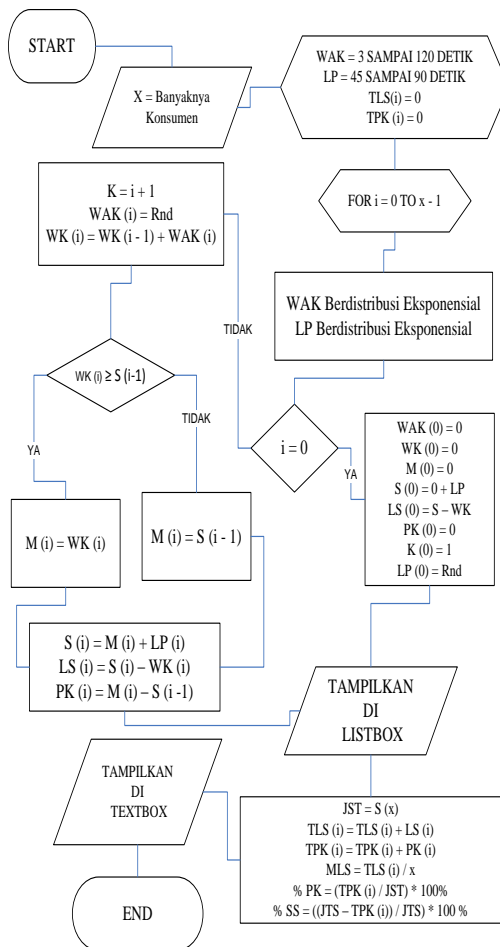 START
X = Banyaknya
Konsumen
WAK = 3 SAMPAI 120 DETIK
LP = 45 SAMPAI 90 DETIK
TLS(i) = 0
TPK (i) = 0
FOR i = 0 TO x - 1
WAK Berdistribusi Eksponensial
LP Berdistribusi Eksponensial
i = 0
TIDAK
YA
K = i + 1
WAK (i) = Rnd
WK (i) = WK (i - 1) + WAK (i)
WK (i) ≥ S (i-1)
YA
TIDAK
M (i) = WK (i)
M (i) = S (i - 1)
S (i) = M (i) + LP (i)
LS (i) = S (i) – WK (i)
PK (i) = M (i) – S (i -1)
WAK (0) = 0
WK (0) = 0
M (0) = 0
S (0) = 0 + LP
LS (0) = S – WK
PK (0) = 0
K (0) = 1
LP (0) = Rnd
TAMPILKAN
DI
LISTBOX
JST = S (x)
TLS (i) = TLS (i) + LS (i)
TPK (i) = TPK (i) + PK (i)
MLS = TLS (i) / x
% PK = (TPK (i) / JST) * 100%
% SS = ((JTS – TPK (i)) / JTS) * 100 %
TAMPILKAN
DI
TEXTBOX
END